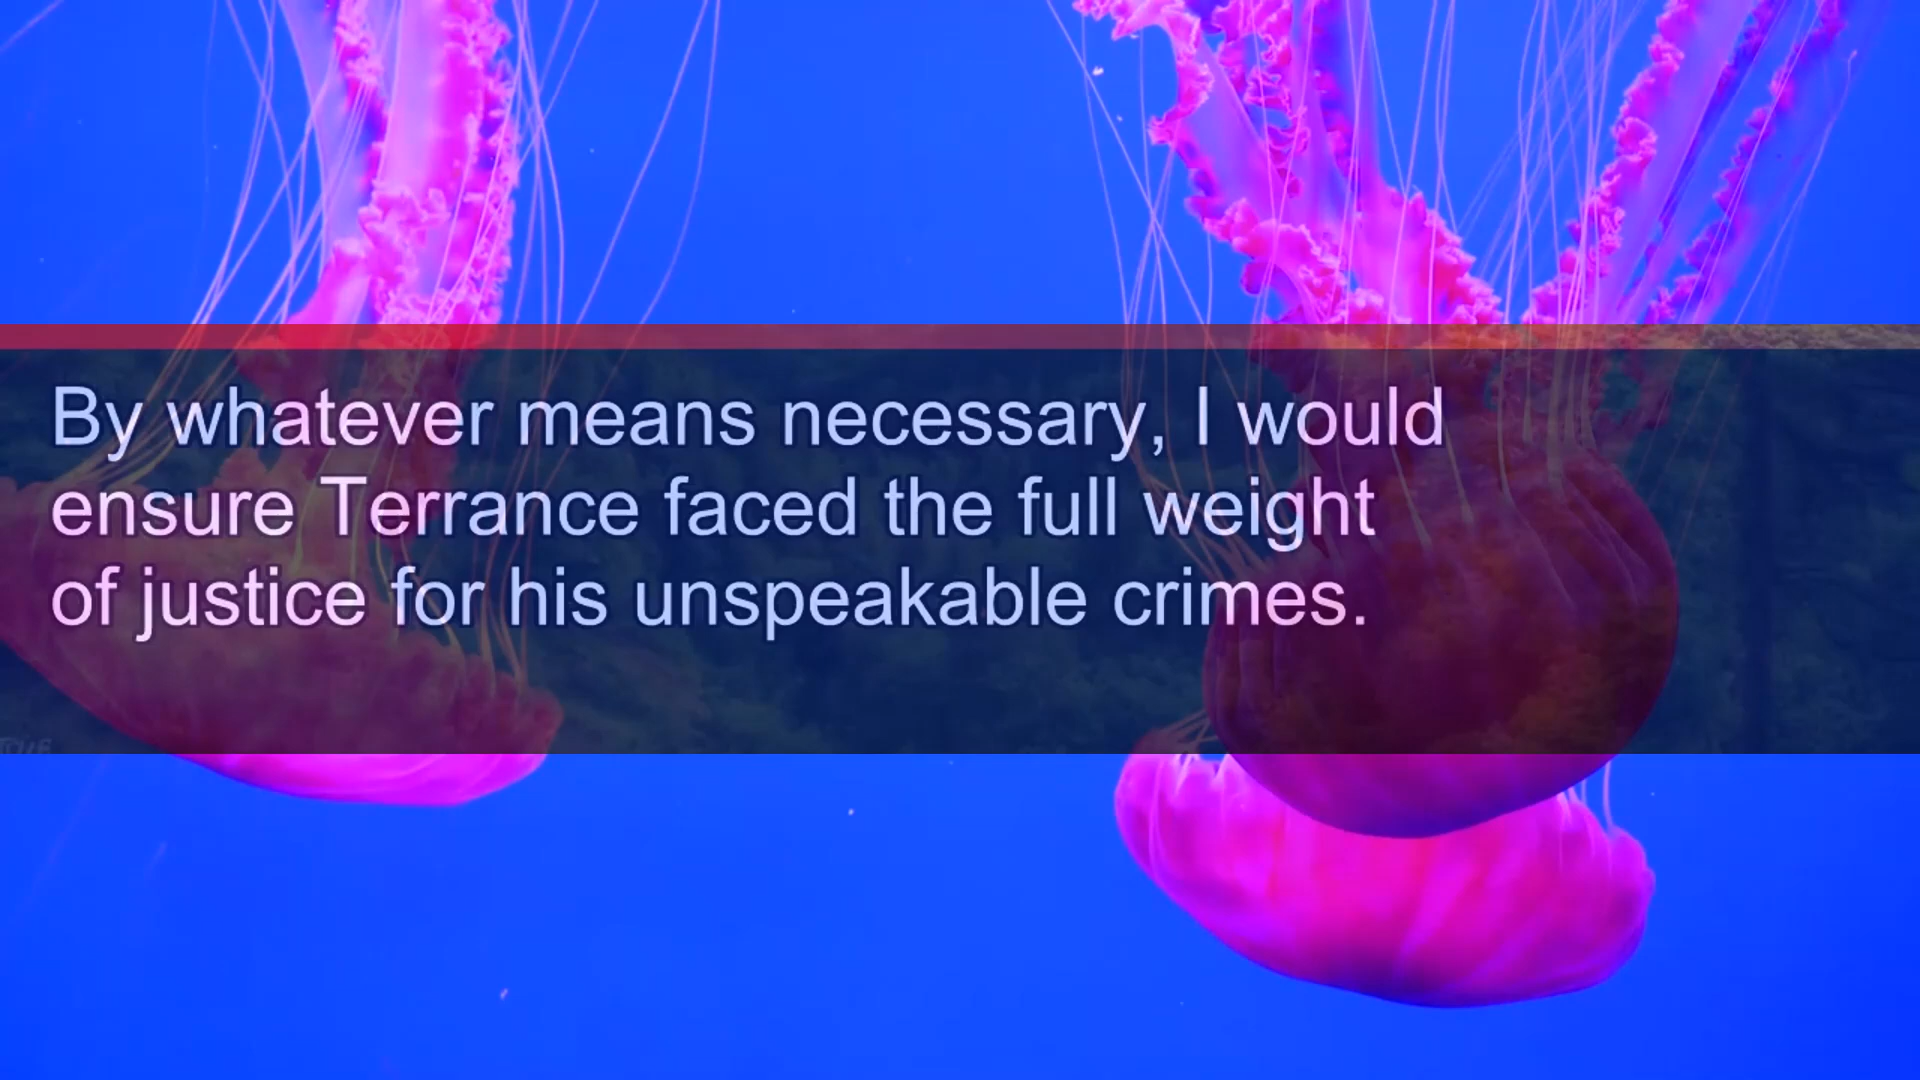 By whatever means necessary, I would
ensure Terrance faced the full weight
of justice for his unspeakable crimes.